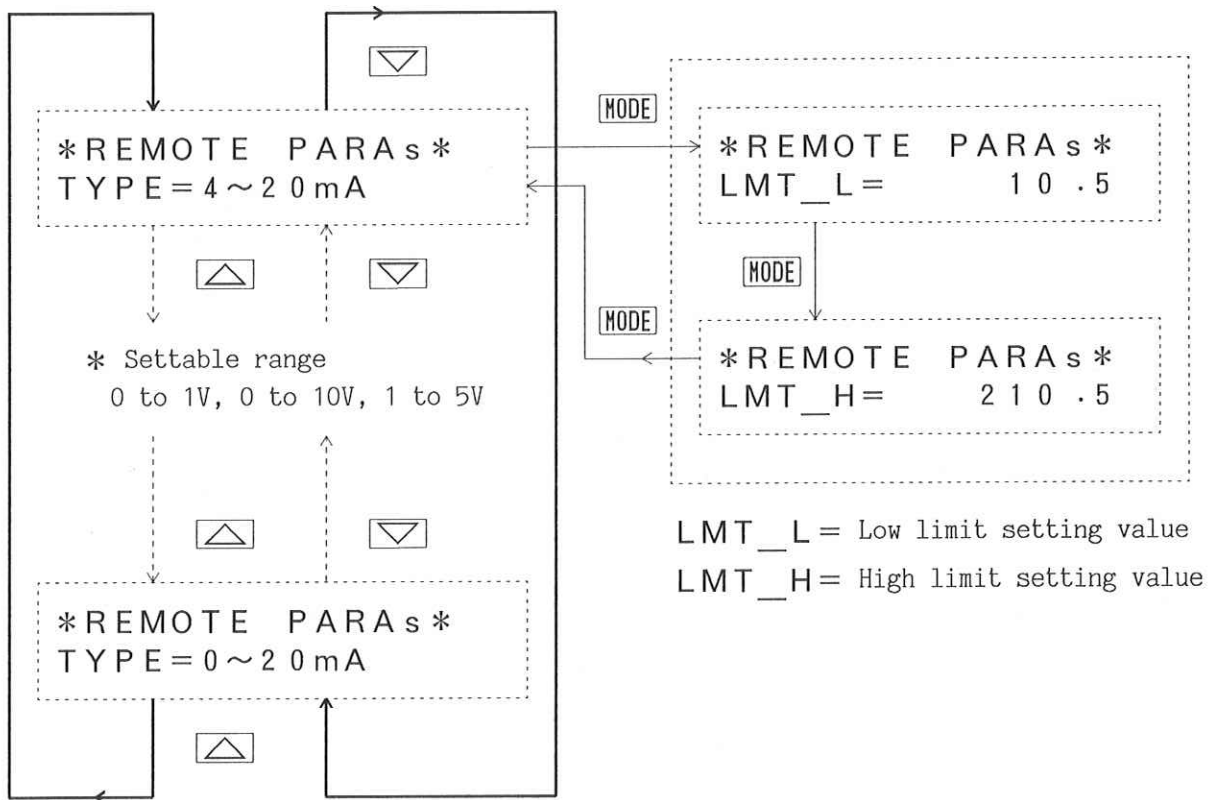 *REMOTE PARAs*
TYPE=4~20mA
* Settable range
0 to 1V, 0 to 10V, 1 to 5V
*REMOTE PARAs*
TYPE=0~20mA
MODE
*REMOTE PARAs*
LMT_L= 10.5
MODE
MODE
*REMOTE PARAs*
LMT_H= 210.5
LMT_L= Low limit setting value
LMT_H= High limit setting value